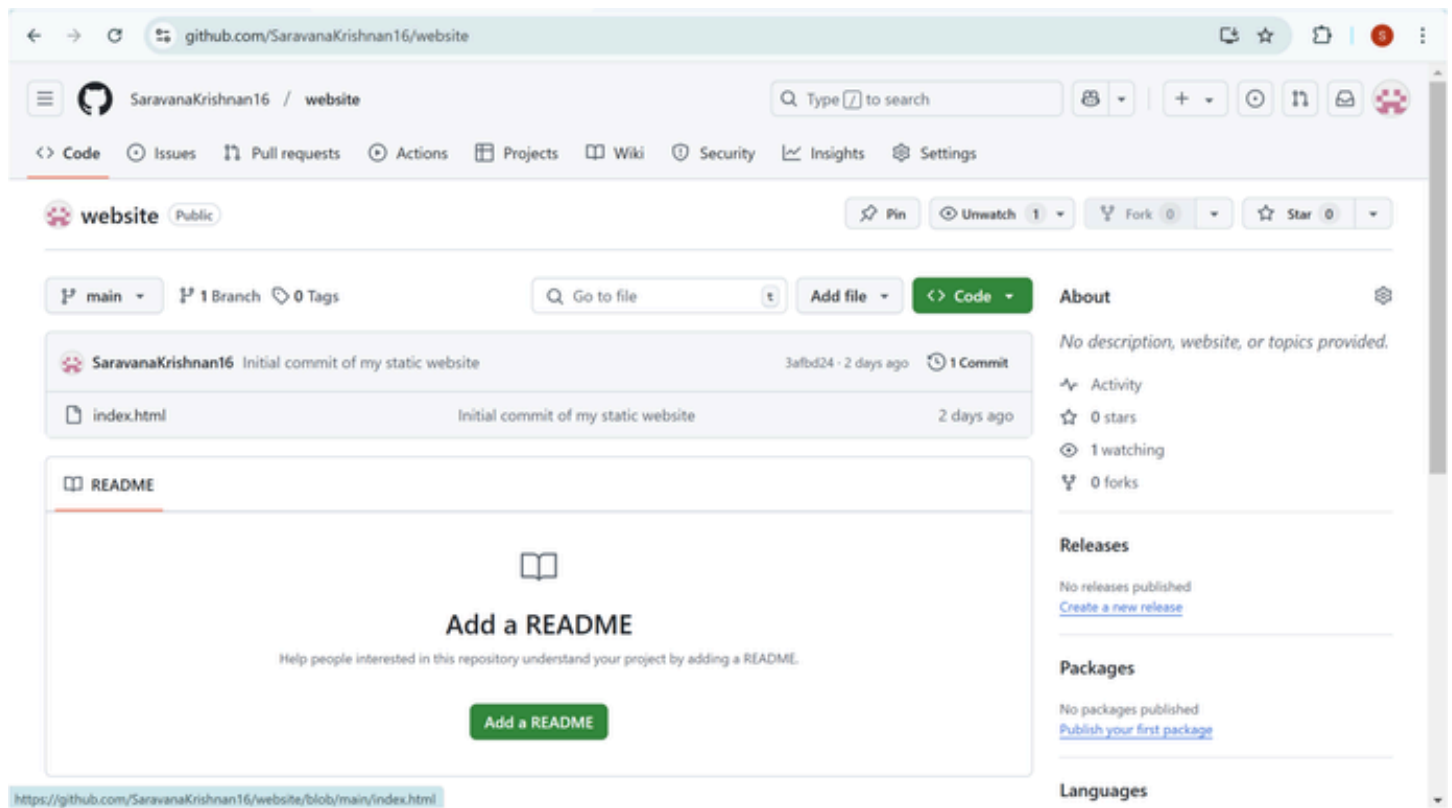 github.com/SaravanaKrishnan16/website
S
SaravanaKrishnan16 / website
Type / to search
Code Issues Pull requests Actions Projects Wiki Security Insights Settings
website Public
Pin Unwatch 1 Fork 0 Star 0
main 1 Branch 0 Tags
Go to file t
Add file Code
SaravanaKrishnan16 Initial commit of my static website 3afbd24 · 2 days ago 1 Commit
index.html Initial commit of my static website 2 days ago
README
Add a README
Help people interested in this repository understand your project by adding a README.
Add a README
About
No description, website, or topics provided.
Activity
0 stars
1 watching
0 forks
Releases
No releases published
Create a new release
Packages
No packages published
Publish your first package
Languages
https://github.com/SaravanaKrishnan16/website/blob/main/index.html